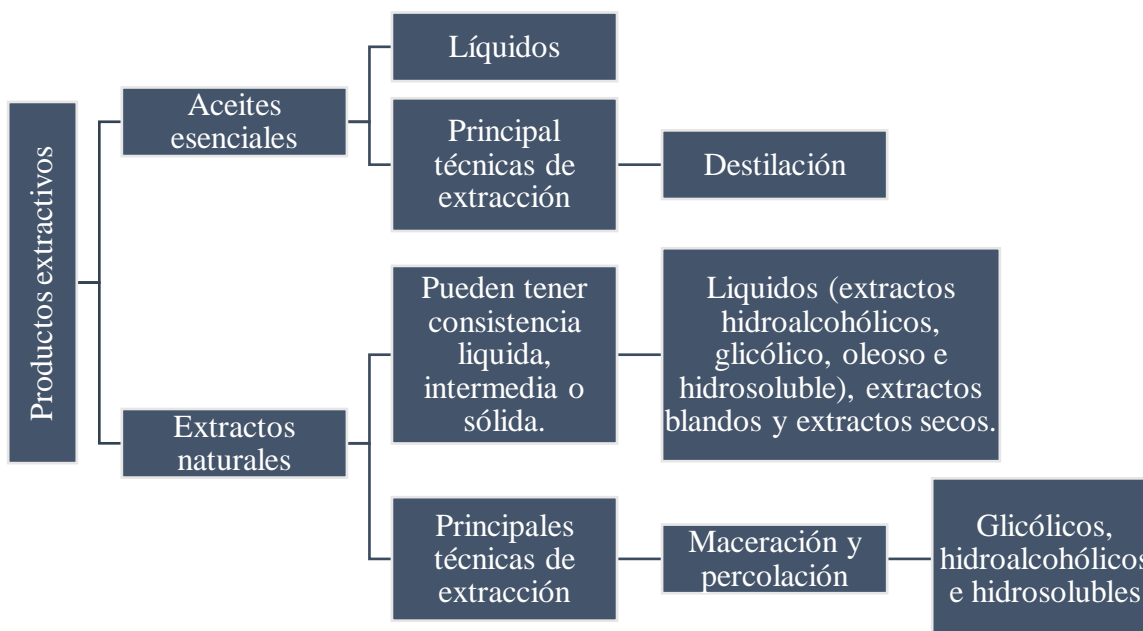 Productos extractivos
Aceites
esenciales
Líquidos
Principal
técnicas de
extracción
Destilación
Extractos
naturales
Pueden tener
consistencia
liquida,
intermedia o
sólida.
Liquidos (extractos
hidroalcohólicos,
glicólico, oleoso e
hidrosoluble), extractos
blandos y extractos secos.
Principales
técnicas de
extracción
Maceración y
percolación
Glicólicos,
hidroalcohólicos
e hidrosolubles